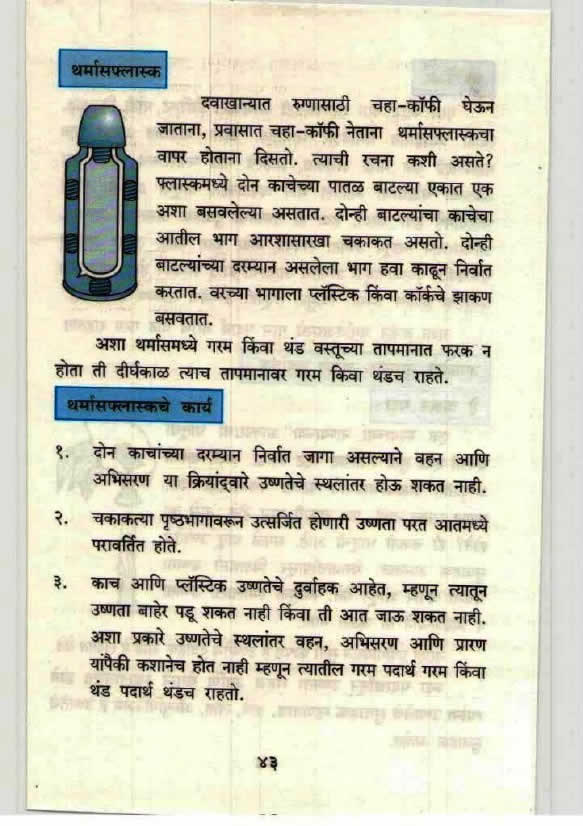 थर्मासफ्लास्क
दवाखान्यात रुग्णासाठी चहा-कॉफी घेऊन
जाताना, प्रवासात चहा-कॉफी नेताना थर्मासफ्लास्कचा
वापर होताना दिसतो. त्याची रचना कशी असते?
फ्लास्कमध्ये दोन काचेच्या पातळ बाटल्या एकात एक
अशा बसवलेल्या असतात. दोन्ही बाटल्यांचा काचेचा
आतील भाग आरशासारखा चकाकत असतो. दोन्ही
बाटल्यांच्या दरम्यान असलेला भाग हवा काढून निर्वात
करतात. वरच्या भागाला प्लॅस्टिक किंवा कॉर्कचे झाकण
बसवतात.
अशा थर्मासमध्ये गरम किंवा थंड वस्तूच्या तापमानात फरक न
होता ती दीर्घकाळ त्याच तापमानावर गरम किवा थंडच राहते.
थर्मासफ्लास्कचे कार्य
१. दोन काचांच्या दरम्यान निर्वात जागा असल्याने वहन आणि
अभिसरण या क्रियांद्वारे उष्णतेचे स्थलांतर होऊ शकत नाही.
२. चकाकत्या पृष्ठभागावरून उत्सर्जित होणारी उष्णता परत आतमध्ये
परावर्तित होते.
३. काच आणि प्लॅस्टिक उष्णतेचे दुर्वाहक आहेत, म्हणून त्यातून
उष्णता बाहेर पडू शकत नाही किंवा ती आत जाऊ शकत नाही.
अशा प्रकारे उष्णतेचे स्थलांतर वहन, अभिसरण आणि प्रारण
यांपैकी कशानेच होत नाही म्हणून त्यातील गरम पदार्थ गरम किंवा
थंड पदार्थ थंडच राहतो.
४३